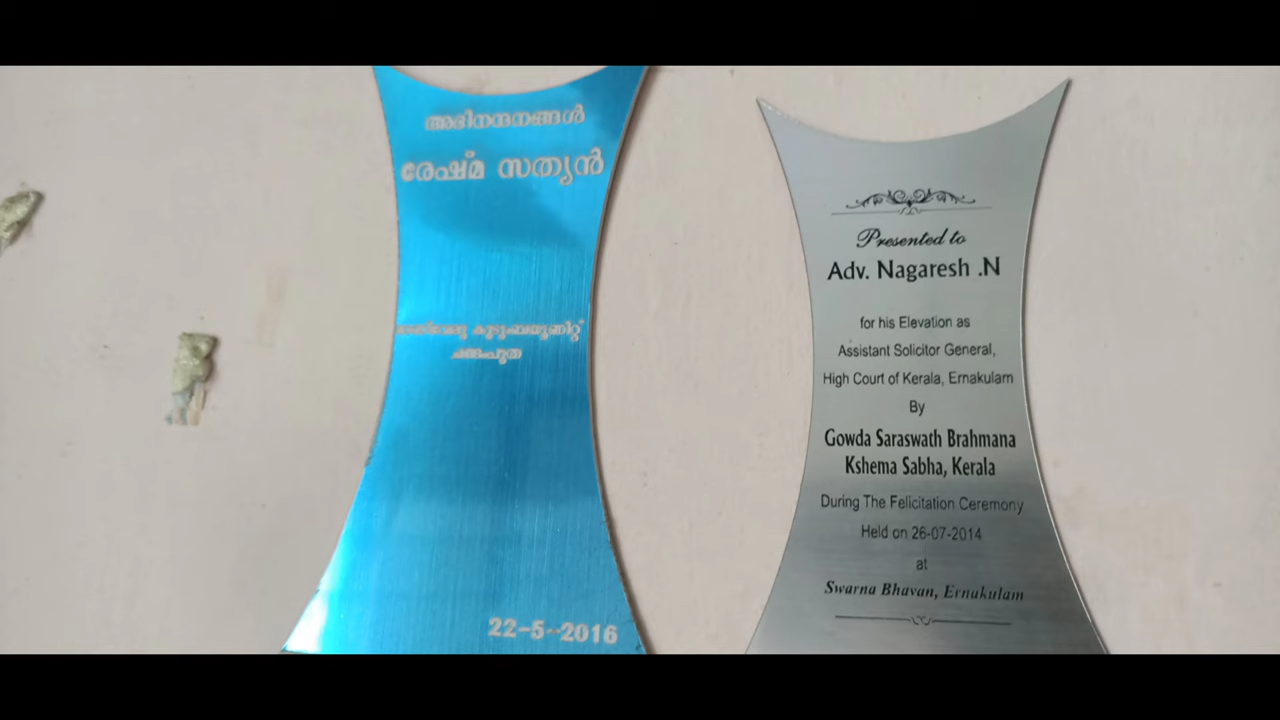 അഭിനന്ദനങ്ങൾ
രേഷ്മ സത്യൻ
കുടുംബയൂണിറ്റ്
22-5-2016
Presented to
Adv. Nagaresh .N
for his Elevation as
Assistant Solicitor General,
High Court of Kerala, Ernakulam
By
Gowda Saraswath Brahmana
Kshema Sabha, Kerala
During The Felicitation Ceremony
Held on 26-07-2014
at
Swarna Bhavan, Ernakulam